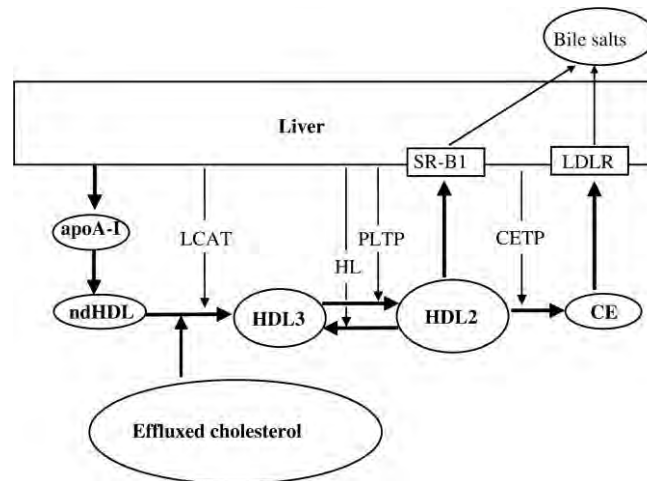 Bile salts
Liver
SR-B1
LDLR
apoA-I
LCAT
PLTP
CETP
HL
ndHDL
HDL3
HDL2
CE
Effluxed cholesterol